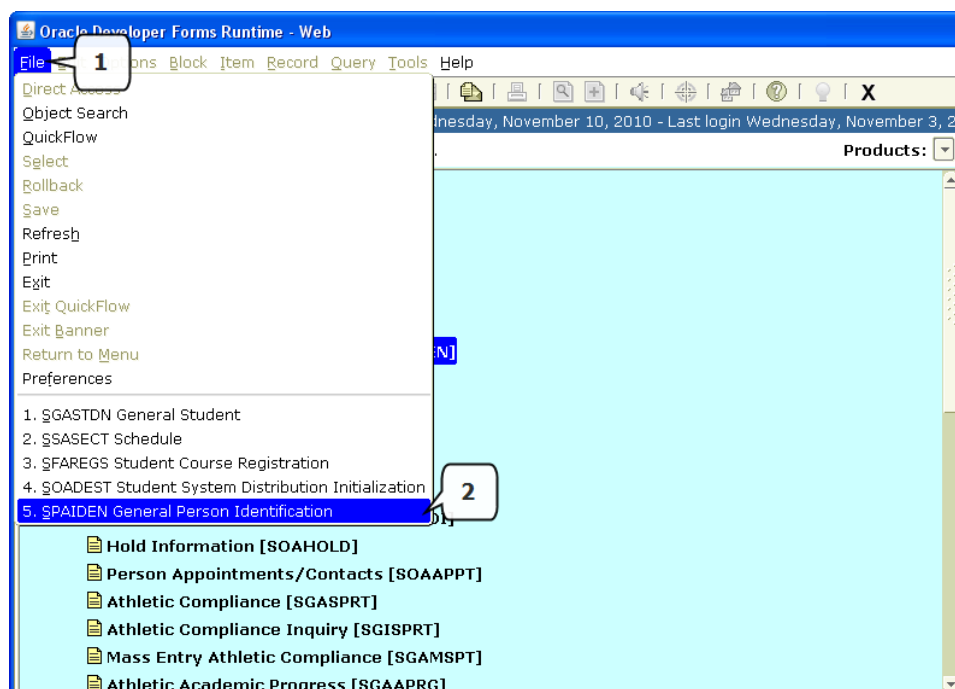 Oracle Developer Forms Runtime - Web
File 1 ons Block Item Record Query Tools Help
Direct Access
X
Object Search
nesday, November 10, 2010 - Last login Wednesday, November 3, 2
QuickFlow
Products:
Select
Rollback
Save
Refresh
Print
Exit
Exit QuickFlow
Exit Banner
Return to Menu
EN]
Preferences
1. SGASTDN General Student
2. SSASECT Schedule
3. SFAREGS Student Course Registration
4. SOADEST Student System Distribution Initialization
2
5. SPAIDEN General Person Identification
Hold Information [SOAHOLD]
Person Appointments/Contacts [SOAAPPT]
Athletic Compliance [SGASPRT]
Athletic Compliance Inquiry [SGISPRT]
Mass Entry Athletic Compliance [SGAMSPT]
Athletic Academic Progress [SGAAPRG]